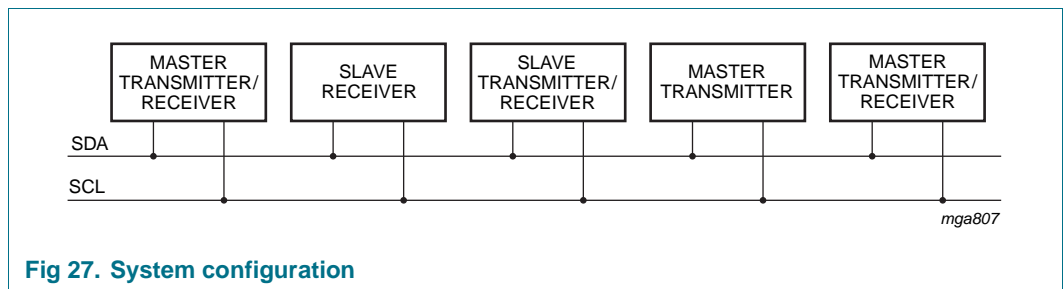 MASTER
TRANSMITTER/
RECEIVER
SLAVE
RECEIVER
SLAVE
TRANSMITTER/
RECEIVER
MASTER
TRANSMITTER
MASTER
TRANSMITTER/
RECEIVER
SDA
SCL
mga807
Fig 27. System configuration